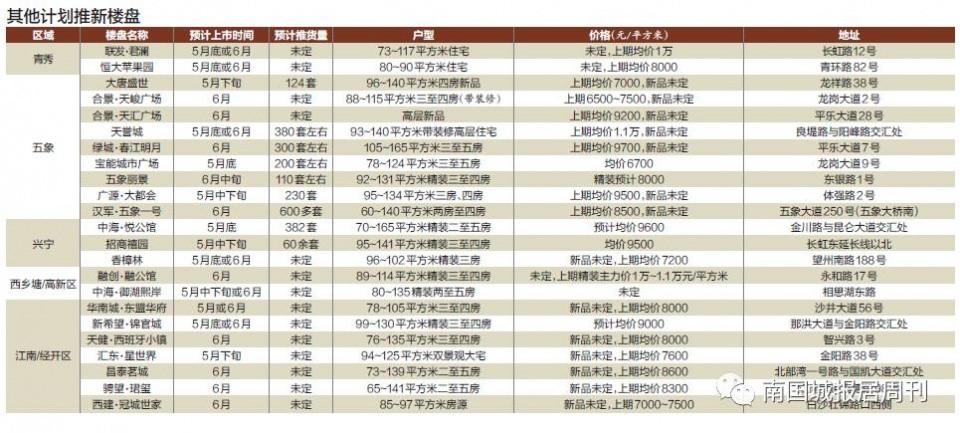 其他计划推新楼盘
区域 楼盘名称 预计上市时间 预计推货量 户型 价格(元/平方米) 地址
青秀 联发·君澜 5月底或6月 未定 73~117平方米住宅 未定,上期均价1万 长虹路12号
恒大苹果园 5月底或6月 未定 80~90平方米住宅 未定,上期均价8000 青环路82号
五象 大唐盛世 5月下旬 124套 96~140平方米四房新品 上期均价7000,新品未定 龙祥路38号
合景·天峻广场 6月 未定 88~115平方米三至四房(带装修) 上期6500~7500,新品未定 龙岗大道2号
合景·天汇广场 6月 未定 高层新品 上期均价9200,新品未定 平乐大道28号
天誉城 5月底或6月 380套左右 93~140平方米带装修高层住宅 上期均价1.1万,新品未定 良堤路与阳峰路交汇处
绿城·春江明月 6月 300套左右 105~165平方米三至五房 上期均价9700,新品未定 平乐大道7号
宝能城市广场 5月底 200套左右 78~124平方米三至五房 均价6700 龙岗大道9号
五象丽景 6月中旬 110套左右 92~131平方米精装三至四房 精装预计8000 东银路1号
广源·大都会 5月中下旬 230套 95~134平方米三房、四房 上期均价9500,新品未定 体强路2号
汉军·五象一号 6月 600多套 60~140平方米两房至四房 上期均价8500,新品未定 五象大道250号(五象大桥南)
兴宁 中海·悦公馆 5月底 382套 70~165平方米精装二至五房 预计均价9600 金川路与昆仑大道交汇处
招商禧园 5月中下旬 60余套 95~141平方米精装三至四房 均价9500 长虹东延长线以北
香樟林 5月底 未定 96~102平方米精装三房 新品未定,上期均价7200 望州南路188号
西乡塘/高新区 融创·融公馆 6月 未定 89~114平方米精装三至四房 未定,上期精装主力价1万~1.1万元/平方米 永和路17号
中海·御湖熙岸 5月中下旬或6月 未定 80~135精装两至五房 未定 相思湖东路
江南/经开区 华南城·东盟华府 5月或6月 未定 78~105平方米三至四房 新品未定,上期均价8000 沙井大道56号
新希望·锦官城 5月底或6月 未定 99~130平方米精装三至四房 预计均价9000 那洪大道与金阳路交汇处
天健·西班牙小镇 6月 未定 76~135平方米三至四房 新品未定,上期均价8000 智兴路3号
汇东·星世界 5月下旬 未定 94~125平方米双景观大宅 新品未定,上期均价7600 金阳路38号
昌泰茗城 6月 未定 73~139平方米二至五房 新品未定,上期均价8600 北部湾一号路与国凯大道交汇处
骋望·珺玺 6月 未定 65~141平方米二至五房 新品未定,上期均价8300
西建·冠城世家 6月 未定 85~97平方米房源 新品未定,上期7000~7500 白沙壮锦路口西侧
南国城报居周刊